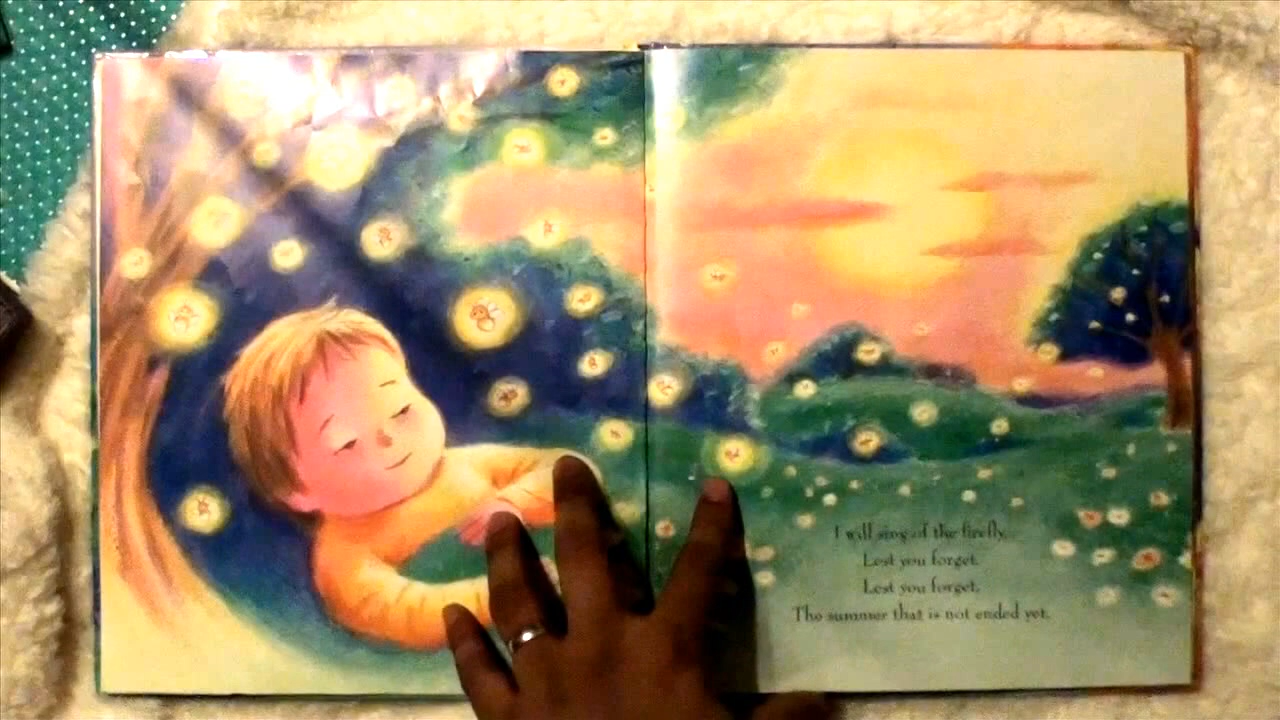 I will sing of the firefly,
Lest you forget,
Lest you forget,
The summer that is not ended yet.